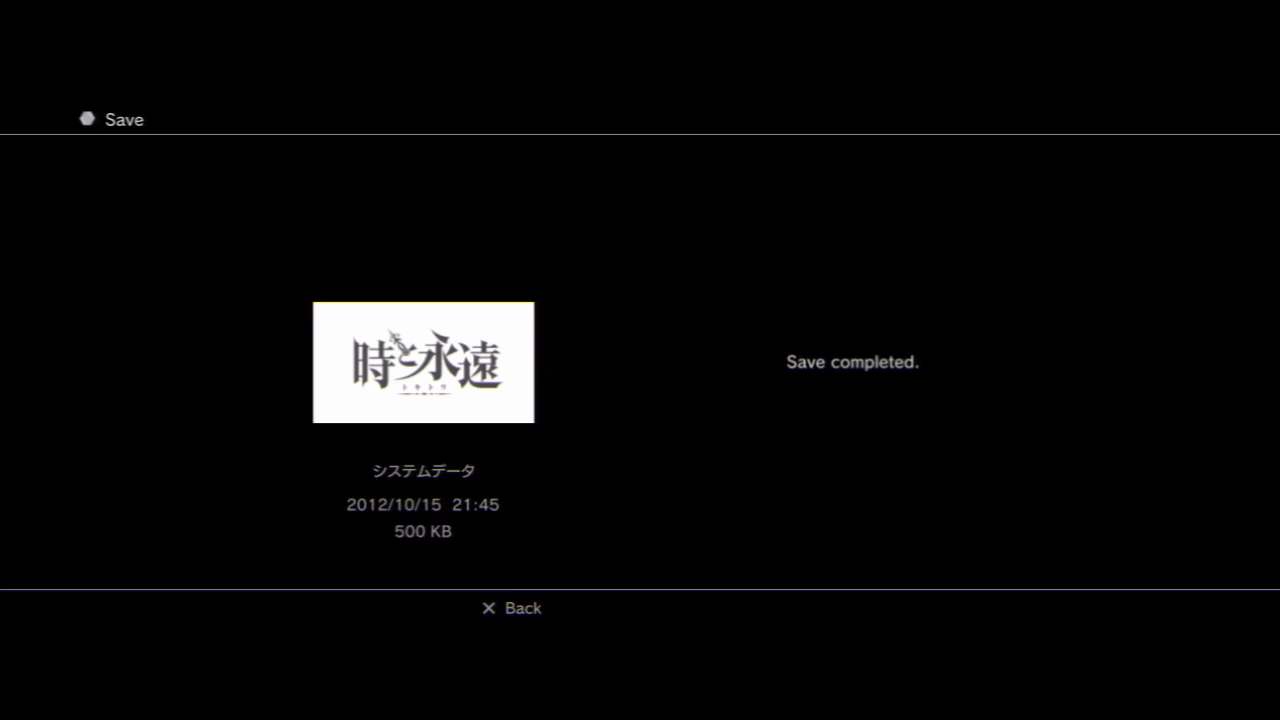 Save
時と永遠
トキトワ
Save completed.
システムデータ
2012/10/15 21:45
500 KB
Back